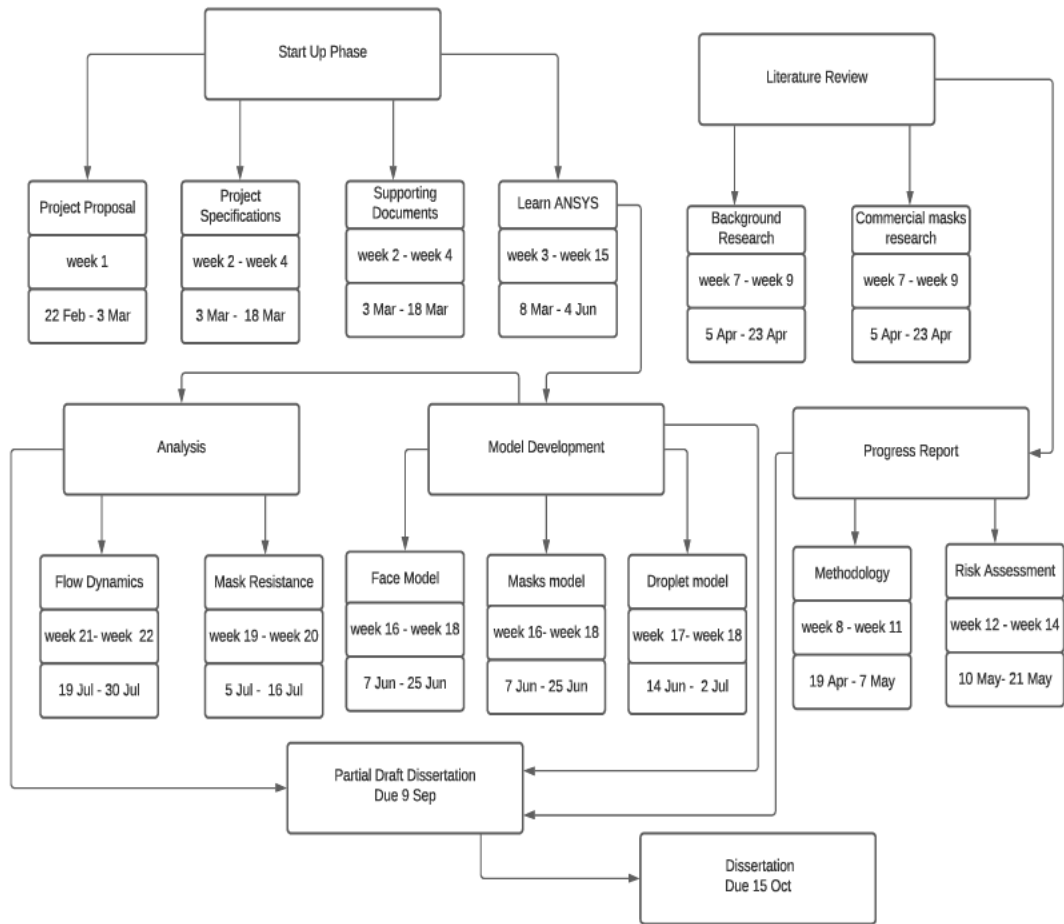 Start Up Phase
Literature Review
Project Proposal
week 1
22 Feb - 3 Mar
Project
Specifications
week 2 - week 4
3 Mar -  18 Mar
Supporting
Documents
week 2 - week 4
3 Mar - 18 Mar
Learn ANSYS
week 3 - week 15
8 Mar - 4 Jun
Background
Research
week 7 - week 9
5 Apr - 23 Apr
Commercial masks
research
week 7 - week 9
5 Apr - 23 Apr
Analysis
Model Development
Progress Report
Flow Dynamics
week 21- week  22
19 Jul - 30 Jul
Mask Resistance
week 19 - week 20
5 Jul -  16 Jul
Face Model
week 16 - week 18
7 Jun - 25 Jun
Masks model
week 16- week 18
7 Jun - 25 Jun
Droplet model
week  17- week 18
14 Jun -  2 Jul
Methodology
week 8 - week 11
19 Apr - 7 May
Risk Assessment
week 12 - week 14
10 May- 21 May
Partial Draft Dissertation
Due 9 Sep
Dissertation
Due 15 Oct